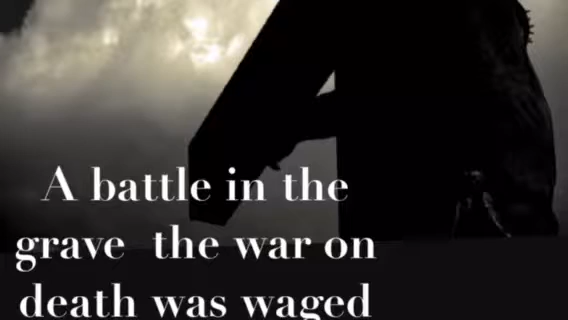 A battle in the
grave  the war on
death was waged